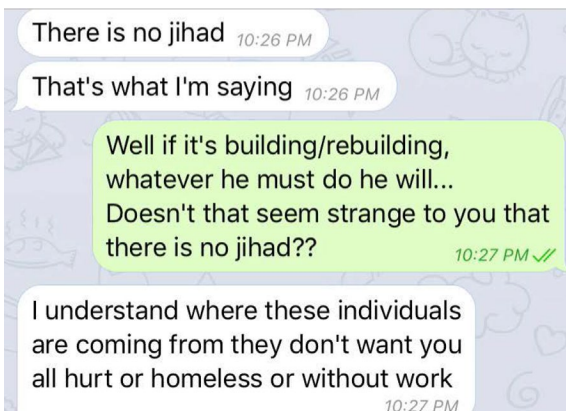 There is no jihad 10:26 PM
That's what I'm saying 10:26 PM
Well if it's building/rebuilding,
whatever he must do he will...
Doesn't that seem strange to you that
there is no jihad?? 10:27 PM
I understand where these individuals
are coming from they don't want you
all hurt or homeless or without work
10:27 PM